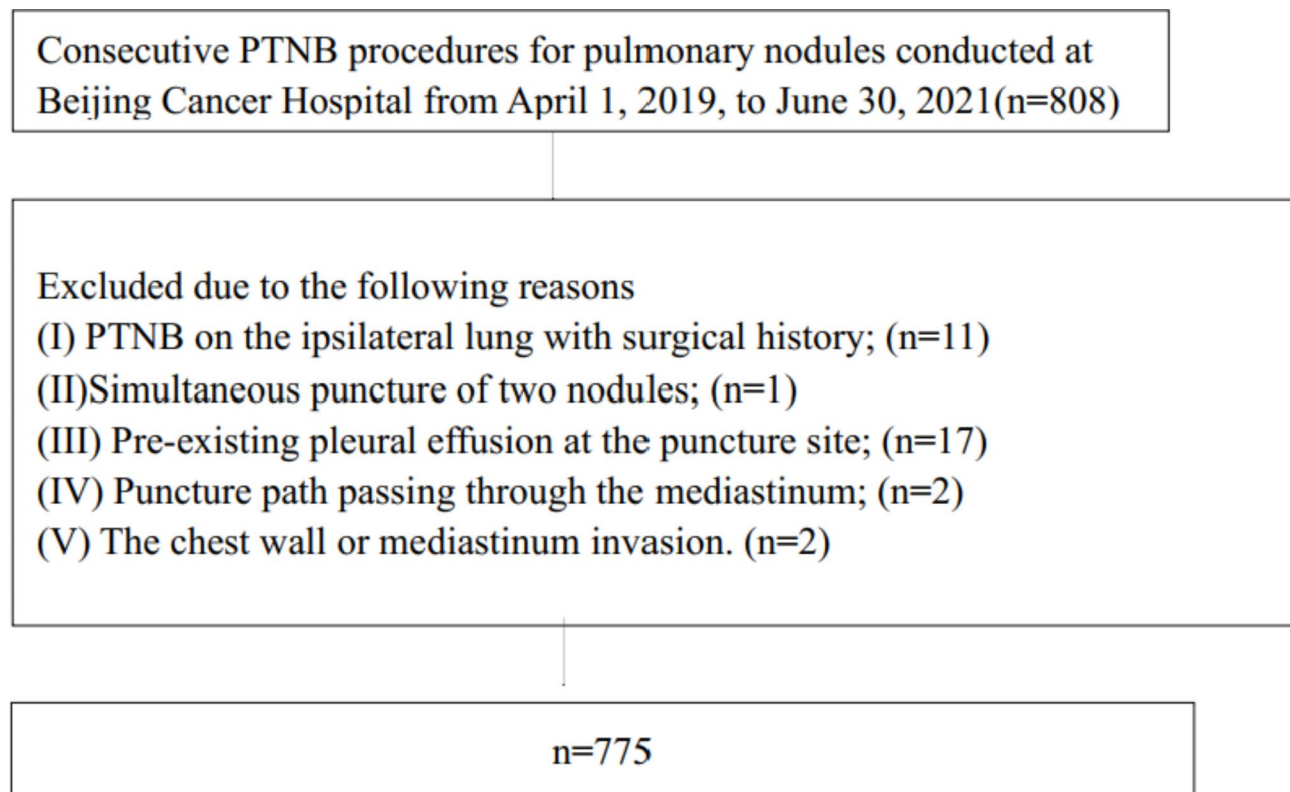 Consecutive PTNB procedures for pulmonary nodules conducted at
Beijing Cancer Hospital from April 1, 2019, to June 30, 2021(n=808)
Excluded due to the following reasons
(I) PTNB on the ipsilateral lung with surgical history; (n=11)
(II)Simultaneous puncture of two nodules; (n=1)
(III) Pre-existing pleural effusion at the puncture site; (n=17)
(IV) Puncture path passing through the mediastinum; (n=2)
(V) The chest wall or mediastinum invasion. (n=2)
n=775